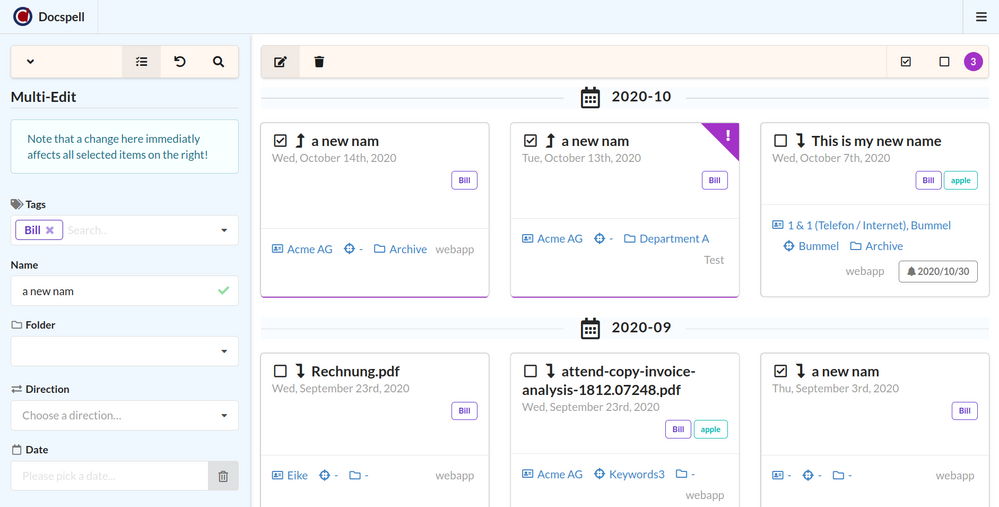 Docspell
Multi-Edit
Note that a change here immediatly
affects all selected items on the right!
Tags
Bill
Search..
Name
a new nam
Folder
Direction
Choose a direction...
Date
Please pick a date...
3
2020-10
a new nam
Wed, October 14th, 2020
Bill
Acme AG - Archive webapp
a new nam
!
Tue, October 13th, 2020
Bill
Acme AG - Department A
Test
This is my new name
Wed, October 7th, 2020
Bill apple
1 & 1 (Telefon / Internet), Bummel
Bummel Archive
webapp 2020/10/30
2020-09
Rechnung.pdf
Wed, September 23rd, 2020
Bill
Eike - - webapp
attend-copy-invoice-
analysis-1812.07248.pdf
Wed, September 23rd, 2020
Bill apple
Acme AG Keywords3 -
webapp
a new nam
Thu, September 3rd, 2020
Bill
- - - webapp